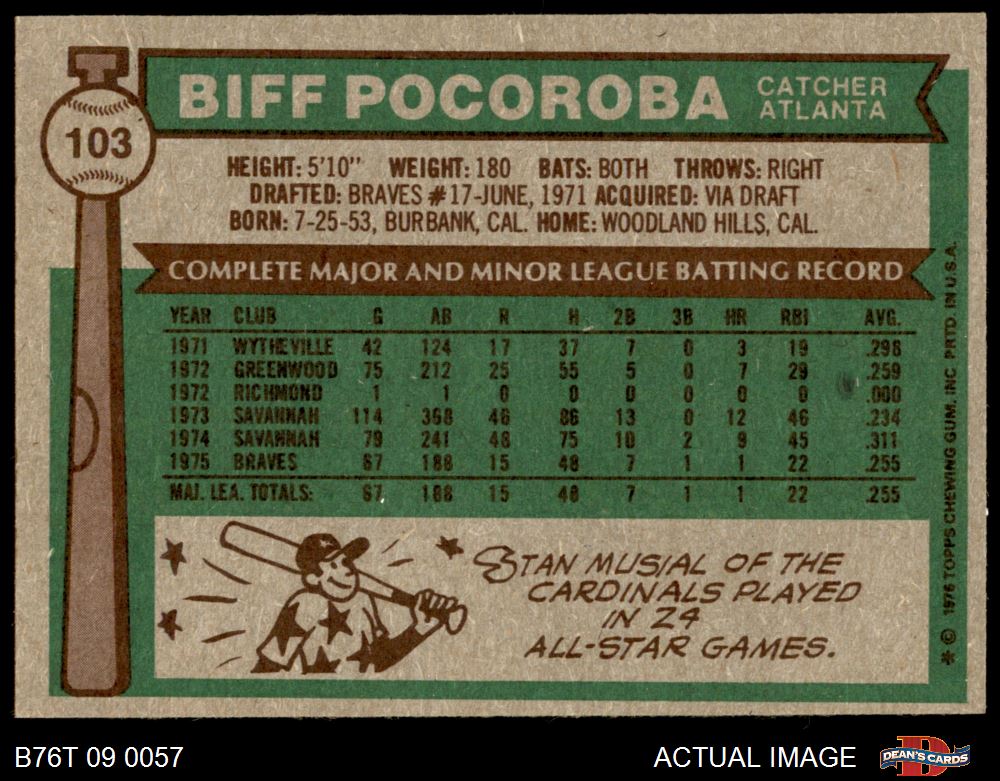 103
BIFF POCOROBA
CATCHER
ATLANTA
HEIGHT: 5'10" WEIGHT: 180 BATS: BOTH THROWS: RIGHT
DRAFTED: BRAVES #17-JUNE, 1971 ACQUIRED: VIA DRAFT
BORN: 7-25-53, BURBANK, CAL. HOME: WOODLAND HILLS, CAL.
COMPLETE MAJOR AND MINOR LEAGUE BATTING RECORD
YEAR CLUB G AB R H 2B 3B HR RBI AVG.
1971 WYTHEVILLE 42 124 17 37 7 0 3 19 .298
1972 GREENWOOD 75 212 25 55 5 0 7 29 .259
1972 RICHMOND 1 1 0 0 0 0 0 0 .000
1973 SAVANNAH 114 368 46 86 13 0 12 46 .234
1974 SAVANNAH 79 241 48 75 10 2 9 45 .311
1975 BRAVES 67 188 15 48 7 1 1 22 .255
MAJ. LEA. TOTALS: 67 188 15 48 7 1 1 22 .255
STAN MUSIAL OF THE
CARDINALS PLAYED
IN 24
ALL-STAR GAMES.
* © 1976 TOPPS CHEWING GUM, INC. PRTD. IN U.S.A.
B76T 09 0057
ACTUAL IMAGE
D
DEAN'S CARDS